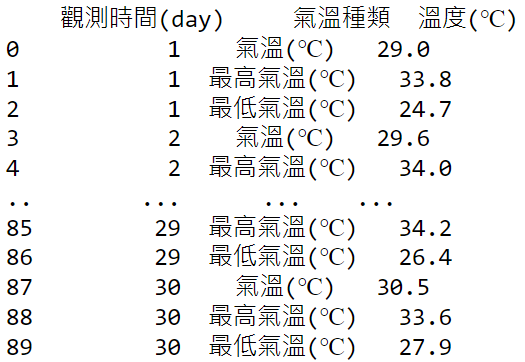 觀測時間(day) 氣溫種類 溫度(℃)
0 1 氣溫(℃) 29.0
1 1 最高氣溫(℃) 33.8
2 1 最低氣溫(℃) 24.7
3 2 氣溫(℃) 29.6
4 2 最高氣溫(℃) 34.0
.. ... ... ...
85 29 最高氣溫(℃) 34.2
86 29 最低氣溫(℃) 26.4
87 30 氣溫(℃) 30.5
88 30 最高氣溫(℃) 33.6
89 30 最低氣溫(℃) 27.9